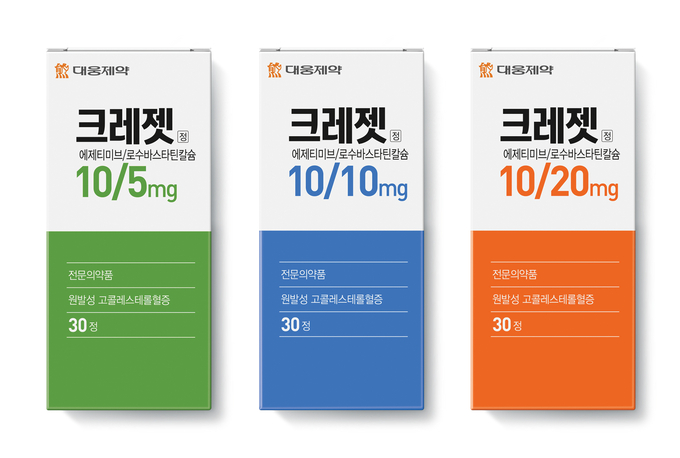 대웅제약
크레젯 정
에제티미브/로수바스타틴칼슘
10/5mg
전문의약품
원발성 고콜레스테롤혈증
30 정
대웅제약
크레젯 정
에제티미브/로수바스타틴칼슘
10/10mg
전문의약품
원발성 고콜레스테롤혈증
30 정
대웅제약
크레젯 정
에제티미브/로수바스타틴칼슘
10/20mg
전문의약품
원발성 고콜레스테롤혈증
30 정